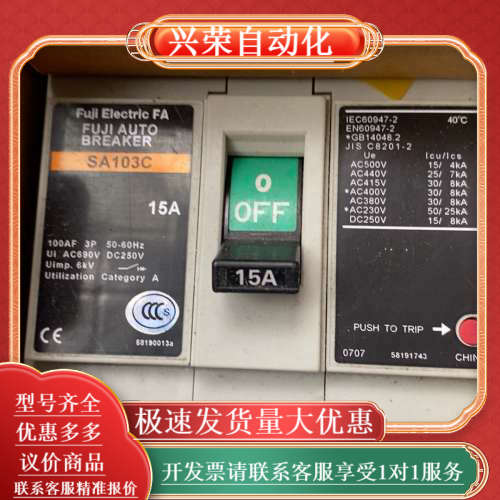 兴荣自动化
Fuji Electric FA
FUJI AUTO
BREAKER
SA103C
15A
100AF 3P 50-60Hz
Ui AC690V DC250V
Uimp. 6kV
Utilization Category A
CCC S
CE
S8190013a
O
OFF
15A
IEC60947-2 40℃
EN60947-2
*GB14048.2
JIS C8201-2
Ue Icu/Ics
AC500V 15/ 4kA
AC440V 25/ 7kA
AC415V 30/ 8kA
*AC400V 30/ 8kA
AC380V 30/ 8kA
*AC230V 50/25kA
DC250V 15/ 8kA
PUSH TO TRIP
0707 S8191743 CHIN
型号齐全
优惠多多
议价商品
联系客服精准报价
极速发货量大优惠
开发票请联系客服享受1对1服务